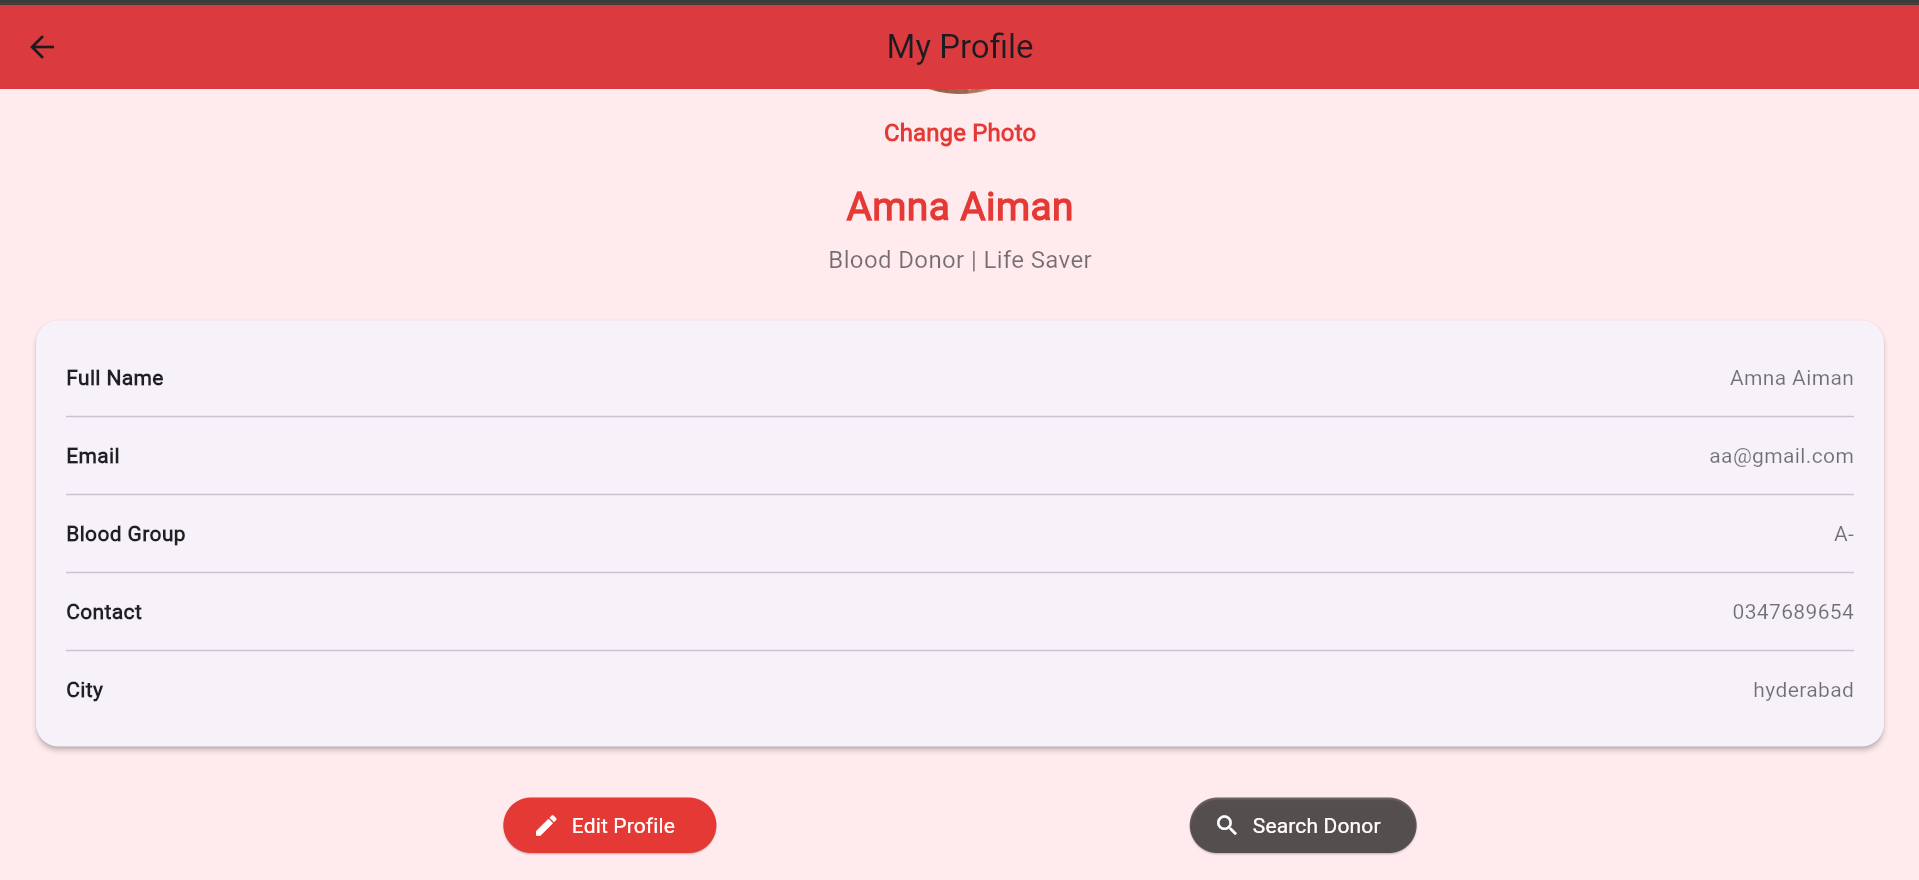 My Profile
Change Photo
Amna Aiman
Blood Donor | Life Saver
Full Name Amna Aiman
Email aa@gmail.com
Blood Group A-
Contact 0347689654
City hyderabad
Edit Profile Search Donor